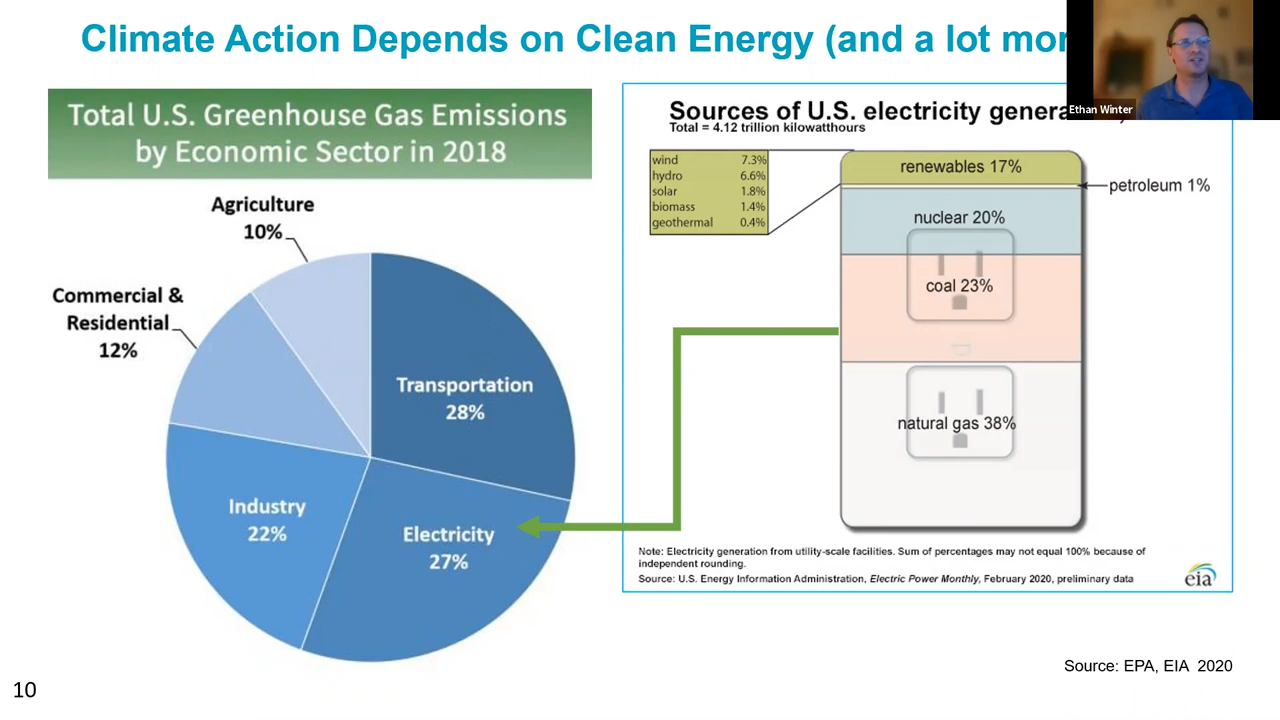 Climate Action Depends on Clean Energy (and a lot
Ethan Winter
Total U.S. Greenhouse Gas Emissions
by Economic Sector in 2018
Agriculture
10%
Commercial &
Residential
12%
Transportation
28%
Industry
22%
Electricity
27%
Sources of U.S. electricity
Total = 4.12 trillion kilowatthours
wind 7.3%
hydro 6.6%
solar 1.8%
biomass 1.4%
geothermal 0.4%
renewables 17%
petroleum 1%
nuclear 20%
coal 23%
natural gas 38%
Note: Electricity generation from utility-scale facilities. Sum of percentages may not equal 100% because of
independent rounding.
Source: U.S. Energy Information Administration, Electric Power Monthly, February 2020, preliminary data
eia
Source: EPA, EIA 2020
10